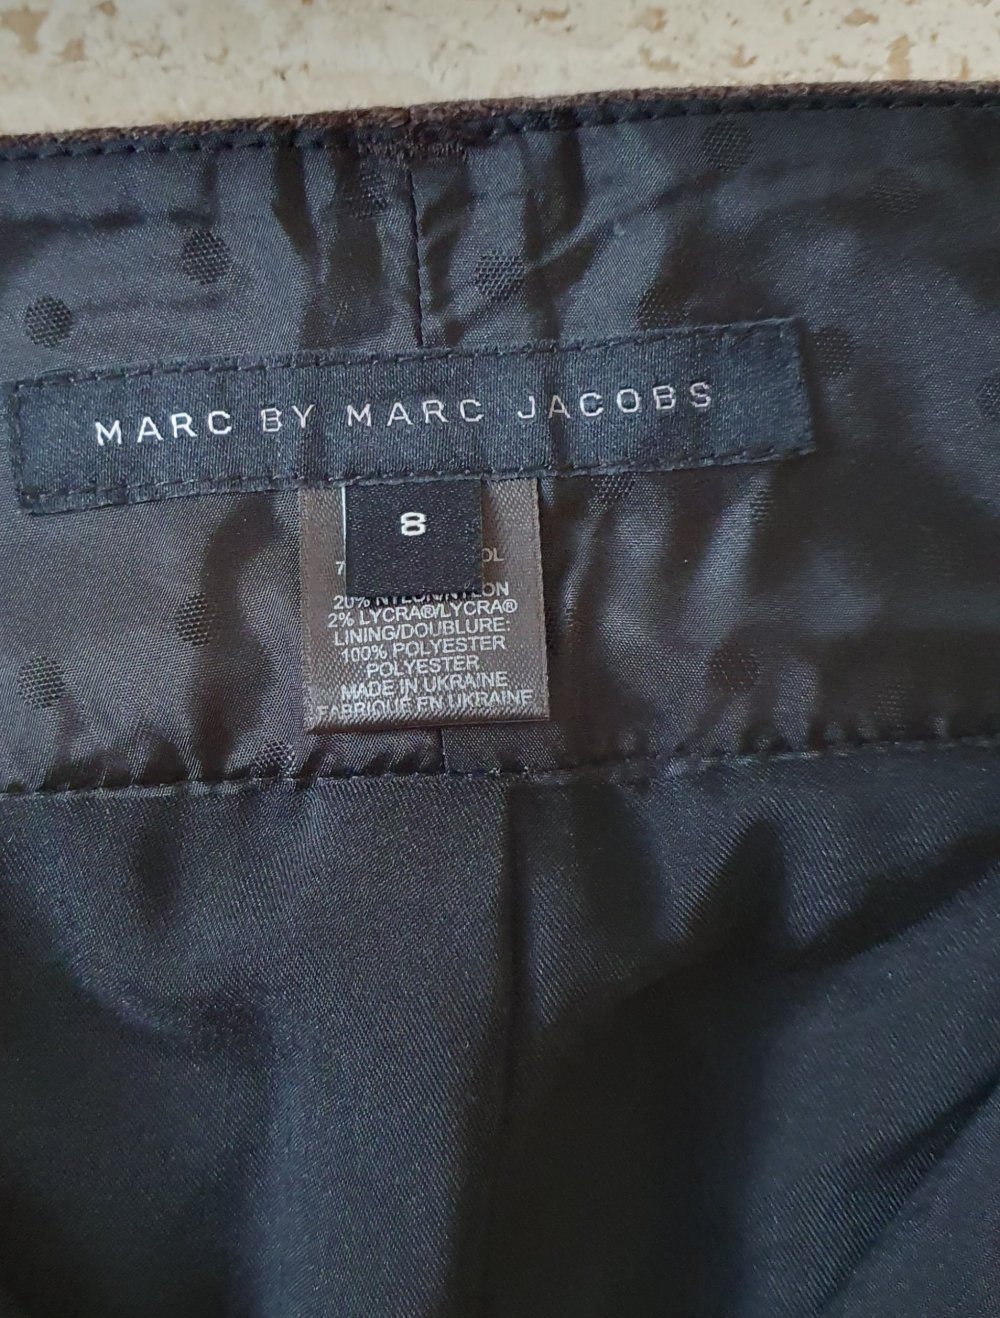 MARC BY MARC JACOBS
8
20% NYLON/NYLON
2% LYCRA®/LYCRA®
LINING/DOUBLURE:
100% POLYESTER
POLYESTER
MADE IN UKRAINE
FABRIQUE EN UKRAINE